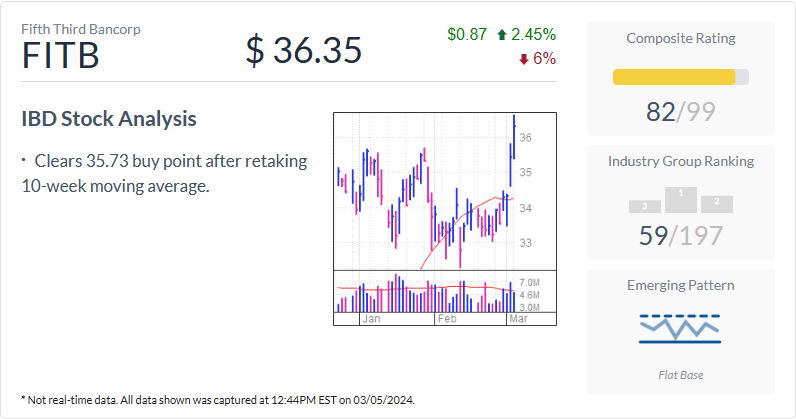 Fifth Third Bancorp
FITB
$ 36.35
$0.87 2.45%
6%
IBD Stock Analysis
· Clears 35.73 buy point after retaking
10-week moving average.
36
35
34
33
7.0M
4.6M
3.0M
Jan Feb Mar
Composite Rating
82/99
Industry Group Ranking
3 1 2
59/197
Emerging Pattern
Flat Base
* Not real-time data. All data shown was captured at 12:44PM EST on 03/05/2024.